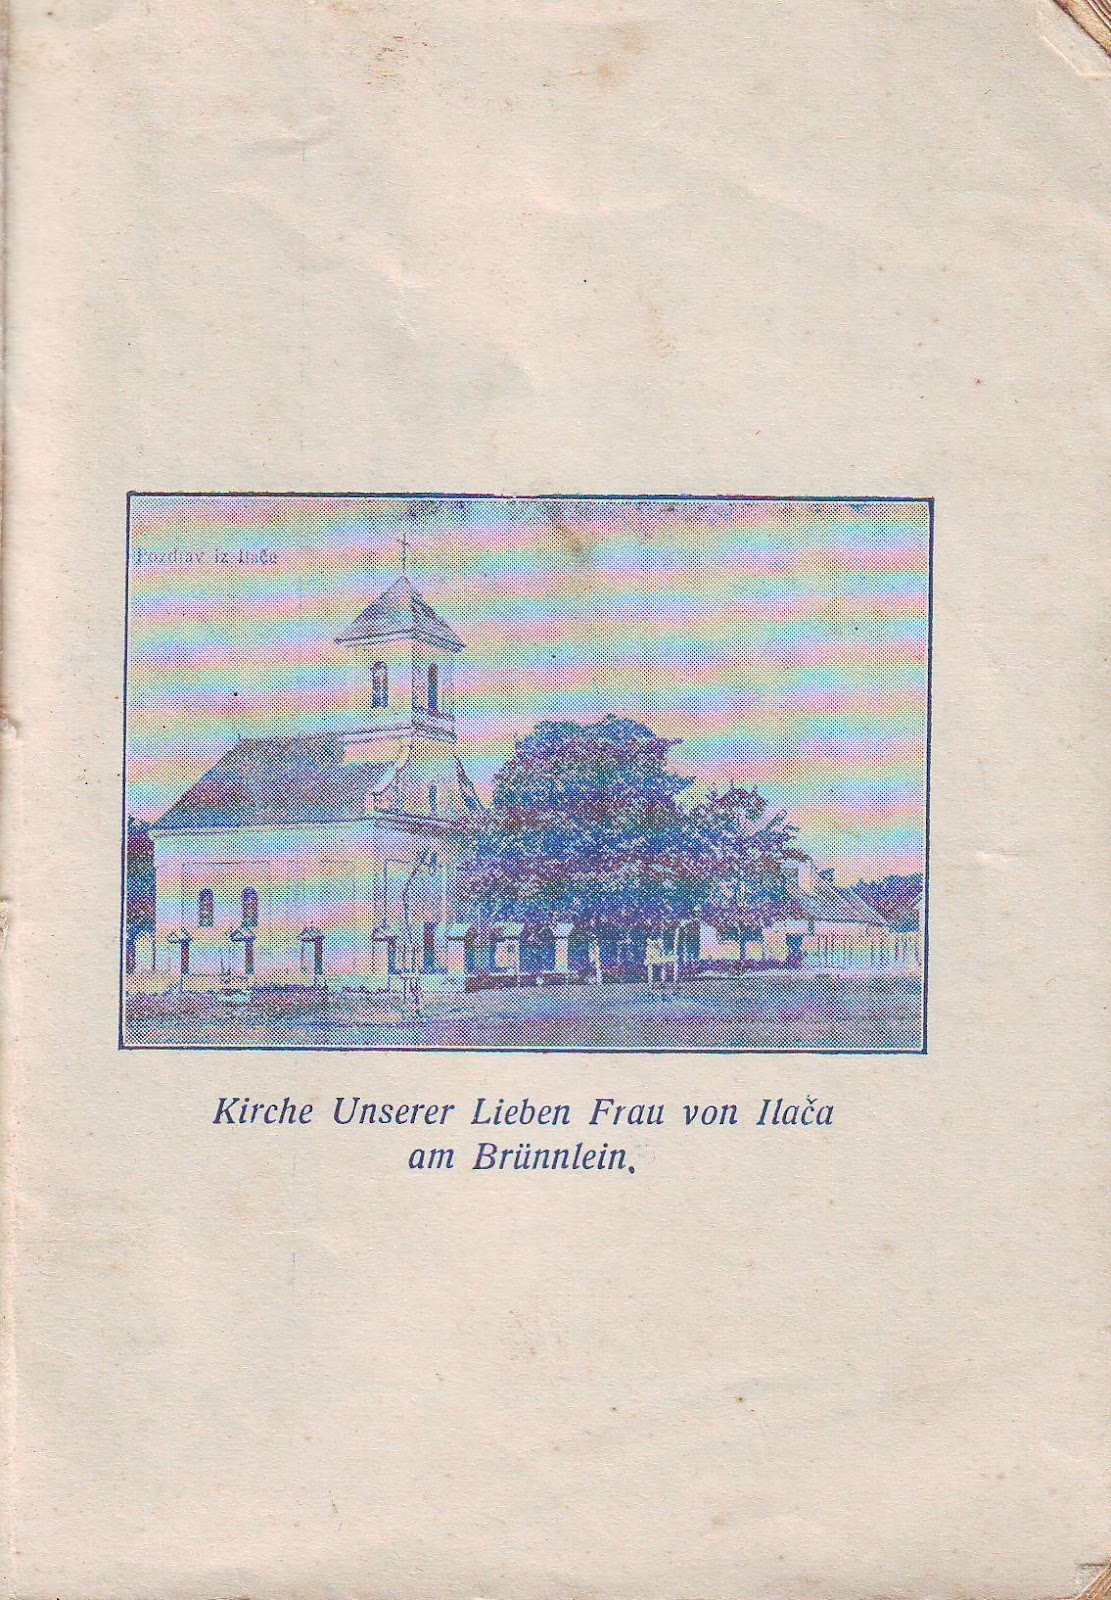 Pozdrav iz Ilače
Kirche Unserer Lieben Frau von Ilača
am Brünnlein.